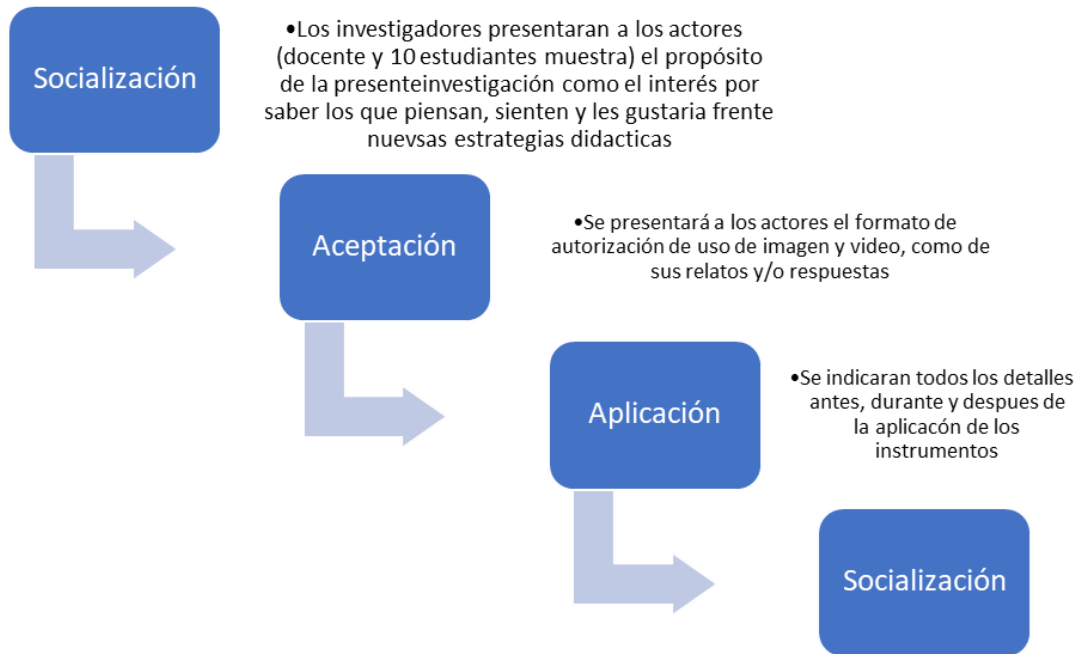 Socialización
•Los investigadores presentaran a los actores
(docente y 10 estudiantes muestra) el propósito
de la presenteinvestigación como el interés por
saber los que piensan, sienten y les gustaria frente
nuevsas estrategias didacticas
Aceptación
•Se presentará a los actores el formato de
autorización de uso de imagen y video, como de
sus relatos y/o respuestas
Aplicación
•Se indicaran todos los detalles
antes, durante y despues de
la aplicacón de los
instrumentos
Socialización